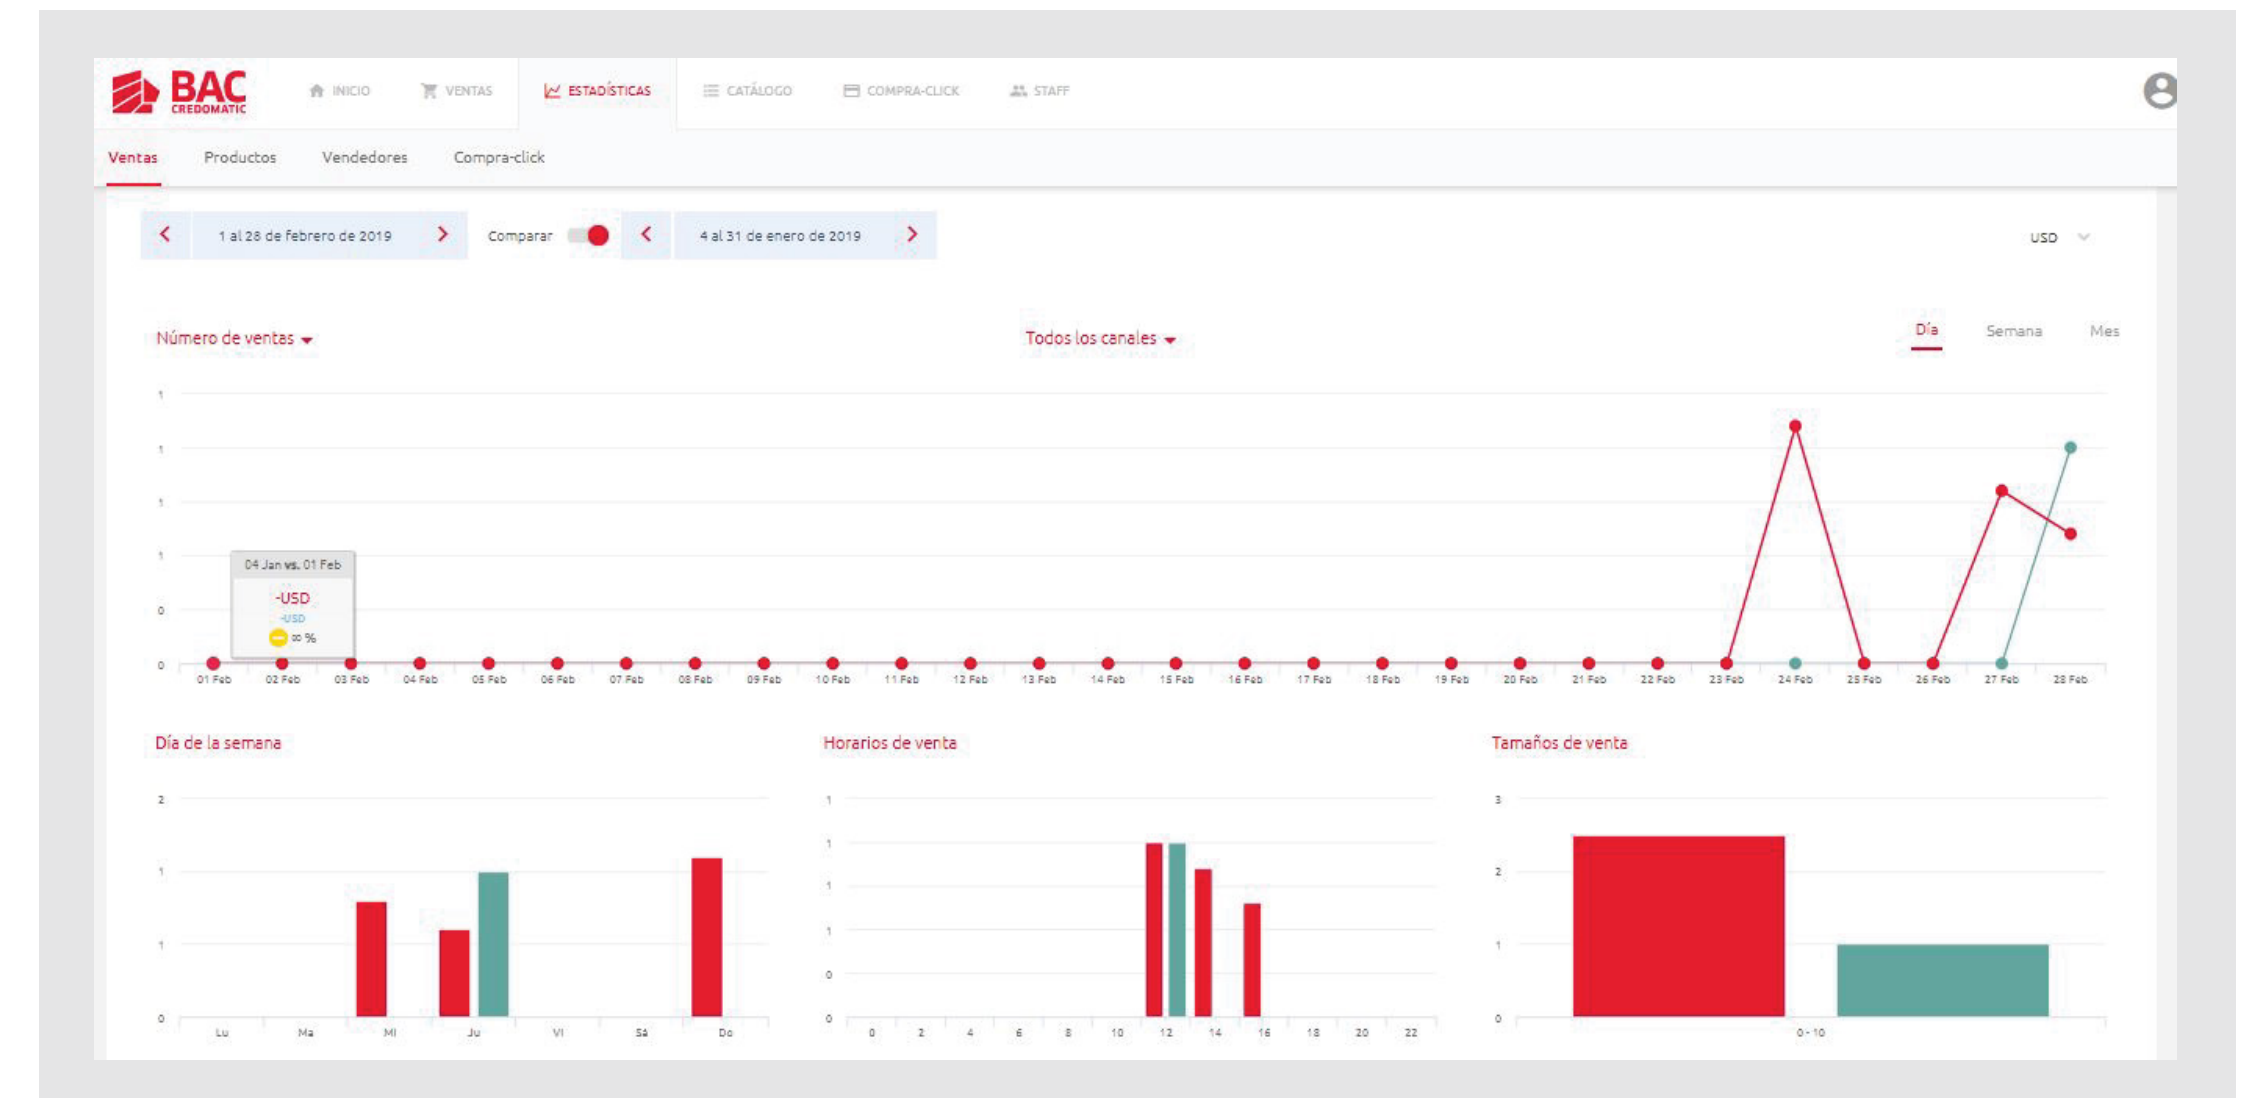 BAC
CREDOMATIC
INICIO
VENTAS
ESTADÍSTICAS
CATÁLOGO
COMPRA-CLICK
STAFF
Ventas
Productos
Vendedores
Compra-click
1 al 28 de febrero de 2019
Comparar
4 al 31 de enero de 2019
USD
Número de ventas
Todos los canales
Día
Semana
Mes
1
1
1
1
0
0
04 Jan vs. 01 Feb
-USD
-USD
∞ %
01 Feb
02 Feb
03 Feb
04 Feb
05 Feb
06 Feb
07 Feb
08 Feb
09 Feb
10 Feb
11 Feb
12 Feb
13 Feb
14 Feb
15 Feb
16 Feb
17 Feb
18 Feb
19 Feb
20 Feb
21 Feb
22 Feb
23 Feb
24 Feb
25 Feb
26 Feb
27 Feb
28 Feb
Día de la semana
2
1
1
0
Lu
Ma
Mi
Ju
Vi
Sá
Do
Horarios de venta
1
1
1
1
0
0
0
2
4
6
8
10
12
14
16
18
20
22
Tamaños de venta
3
2
1
0
0 - 10